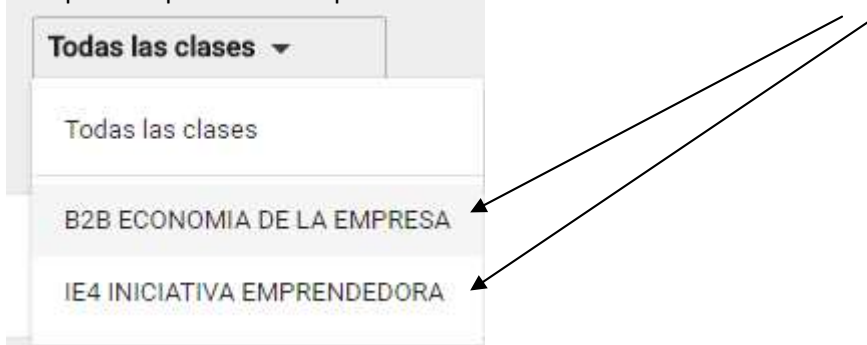 Todas las clases
Todas las clases
B2B ECONOMIA DE LA EMPRESA
IE4 INICIATIVA EMPRENDEDORA